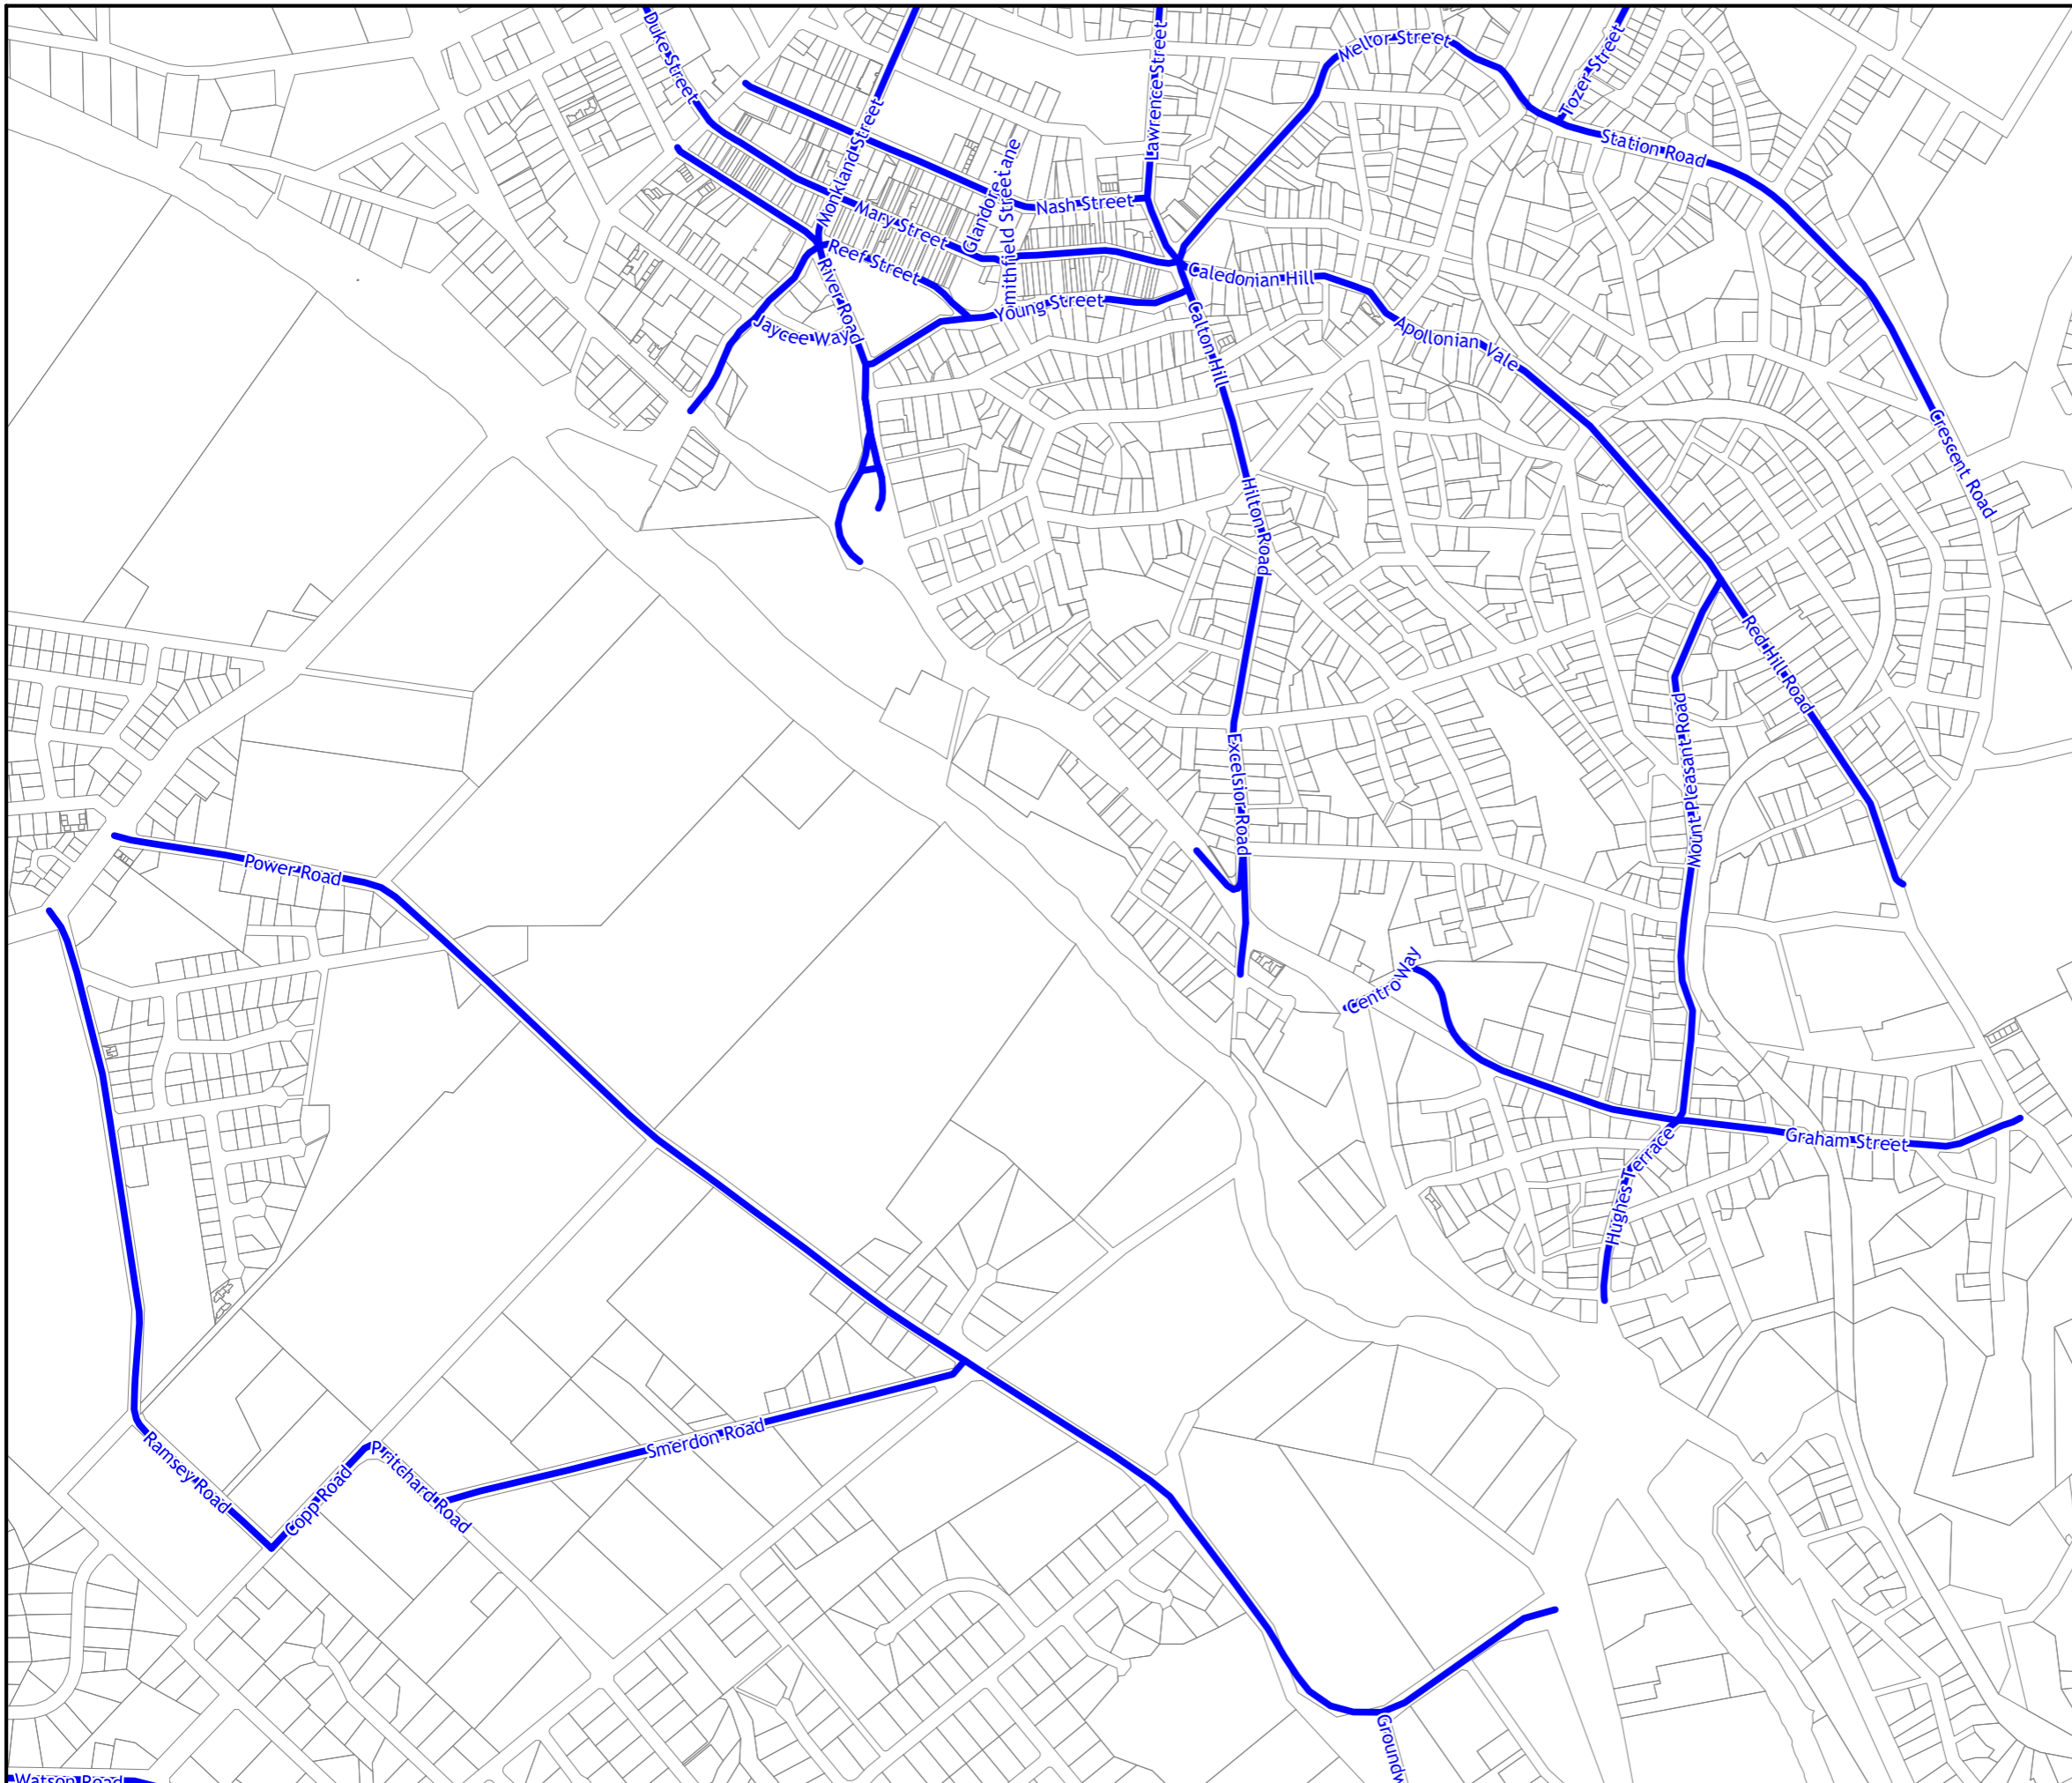 Duke Street
Mellor Street
Lawrence Street
Tozer Street
Station Road
Monkland Street
Glandore Lane
Smithfield Street
Nash Street
Mary Street
Reef Street
River Road
Caledonian Hill
Young Street
Jaycee Way
Calton Hill
Apollonian Vale
Crescent Road
Hilton Road
Red Hill Road
Mount Pleasant Road
Excelsior Road
Power Road
Centro Way
Graham Street
Hughes Terrace
Smerdon Road
Ramsey Road
Copp Road
Pritchard Road
Groundw
Watson Road